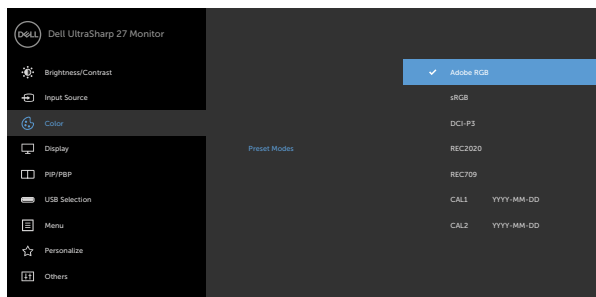 DELL Dell UltraSharp 27 Monitor
Brightness/Contrast
Adobe RGB
Input Source
sRGB
Color
DCI-P3
Display
Preset Modes
REC2020
PIP/PBP
REC709
USB Selection
CAL1 YYYY-MM-DD
Menu
CAL2 YYYY-MM-DD
Personalize
Others